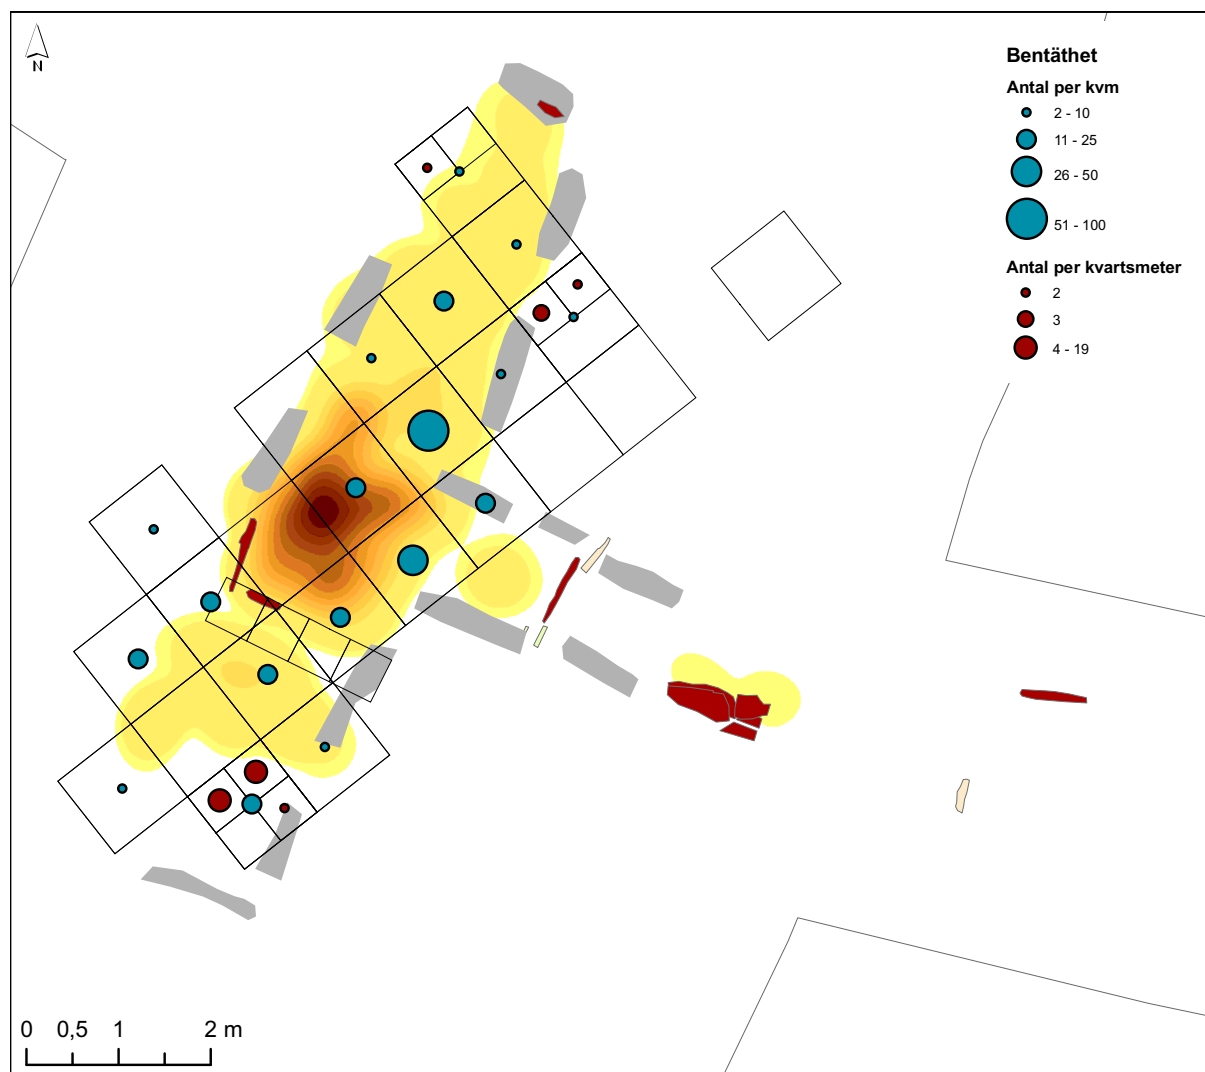 N
Bentäthet
Antal per kvm
2 - 10
11 - 25
26 - 50
51 - 100
Antal per kvartsmeter
2
3
4 - 19
0 0,5 1 2 m